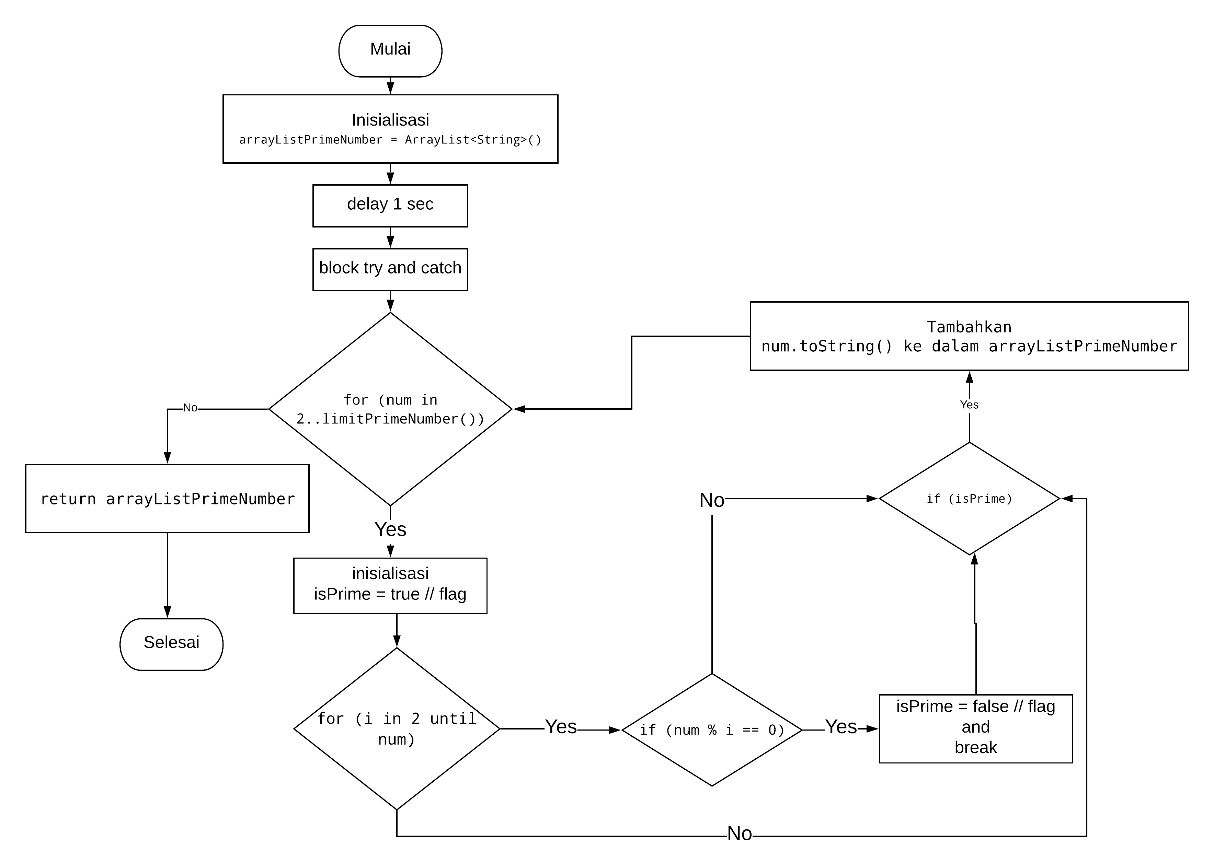 Mulai
Inisialisasi
arrayListPrimeNumber = ArrayList<String>()
delay 1 sec
block try and catch
for (num in
2..limitPrimeNumber())
No
return arrayListPrimeNumber
Selesai
Yes
inisialisasi
isPrime = true // flag
for (i in 2 until
num)
Yes
if (num % i == 0)
Yes
isPrime = false // flag
and
break
No
No
if (isPrime)
Yes
Tambahkan
num.toString() ke dalam arrayListPrimeNumber